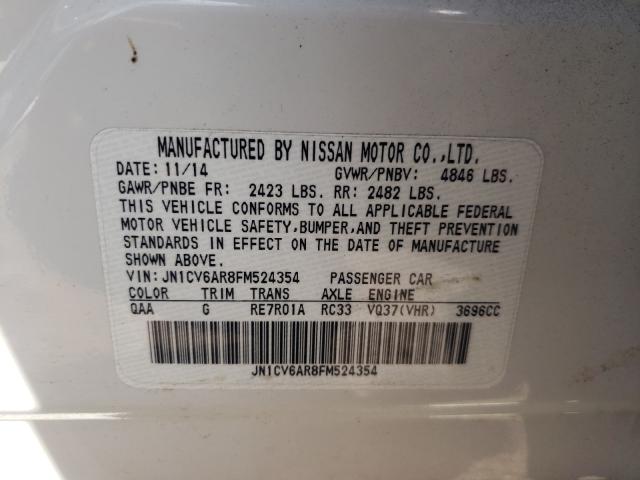 MANUFACTURED BY NISSAN MOTOR CO.,LTD.
DATE: 11/14 GVWR/PNBV: 4846 LBS.
GAWR/PNBE FR: 2423 LBS. RR: 2482 LBS.
THIS VEHICLE CONFORMS TO ALL APPLICABLE FEDERAL
MOTOR VEHICLE SAFETY,BUMPER,AND THEFT PREVENTION
STANDARDS IN EFFECT ON THE DATE OF MANUFACTURE
SHOWN ABOVE.
VIN: JN1CV6AR8FM524354 PASSENGER CAR
COLOR TRIM TRANS AXLE ENGINE
QAA G RE7R01A RC33 VQ37(VHR) 3696CC
JN1CV6AR8FM524354